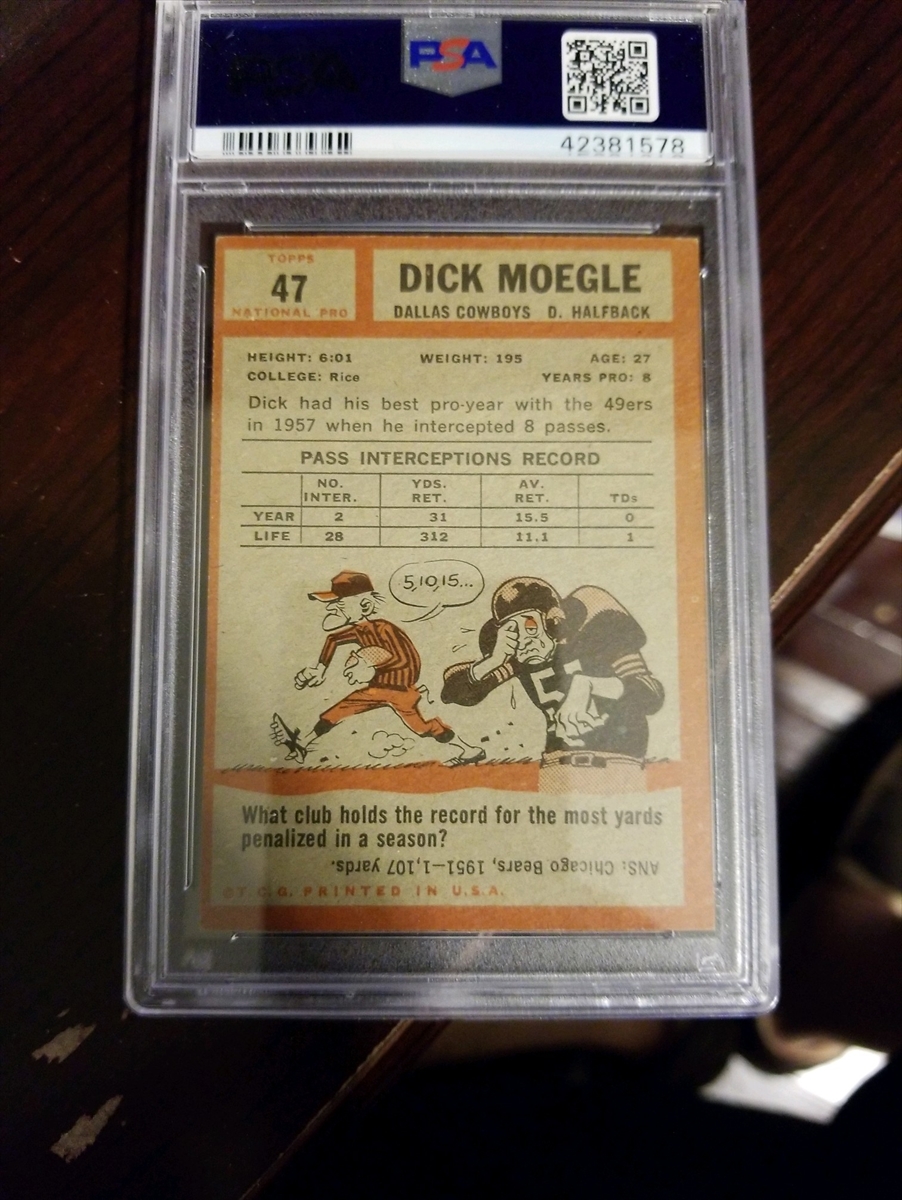 PSA
42381578
TOPPS
47
NATIONAL PRO
DICK MOEGLE
DALLAS COWBOYS D. HALFBACK
HEIGHT: 6:01 WEIGHT: 195 AGE: 27
COLLEGE: Rice YEARS PRO: 8
Dick had his best pro-year with the 49ers
in 1957 when he intercepted 8 passes.
PASS INTERCEPTIONS RECORD
NO. INTER. YDS. RET. AV. RET. TDs
YEAR 2 31 15.5 0
LIFE 28 312 11.1 1
5,10,15...
What club holds the record for the most yards
penalized in a season?
ANS: Chicago Bears, 1951—1,107 yards.
©T.C.G. PRINTED IN U.S.A.